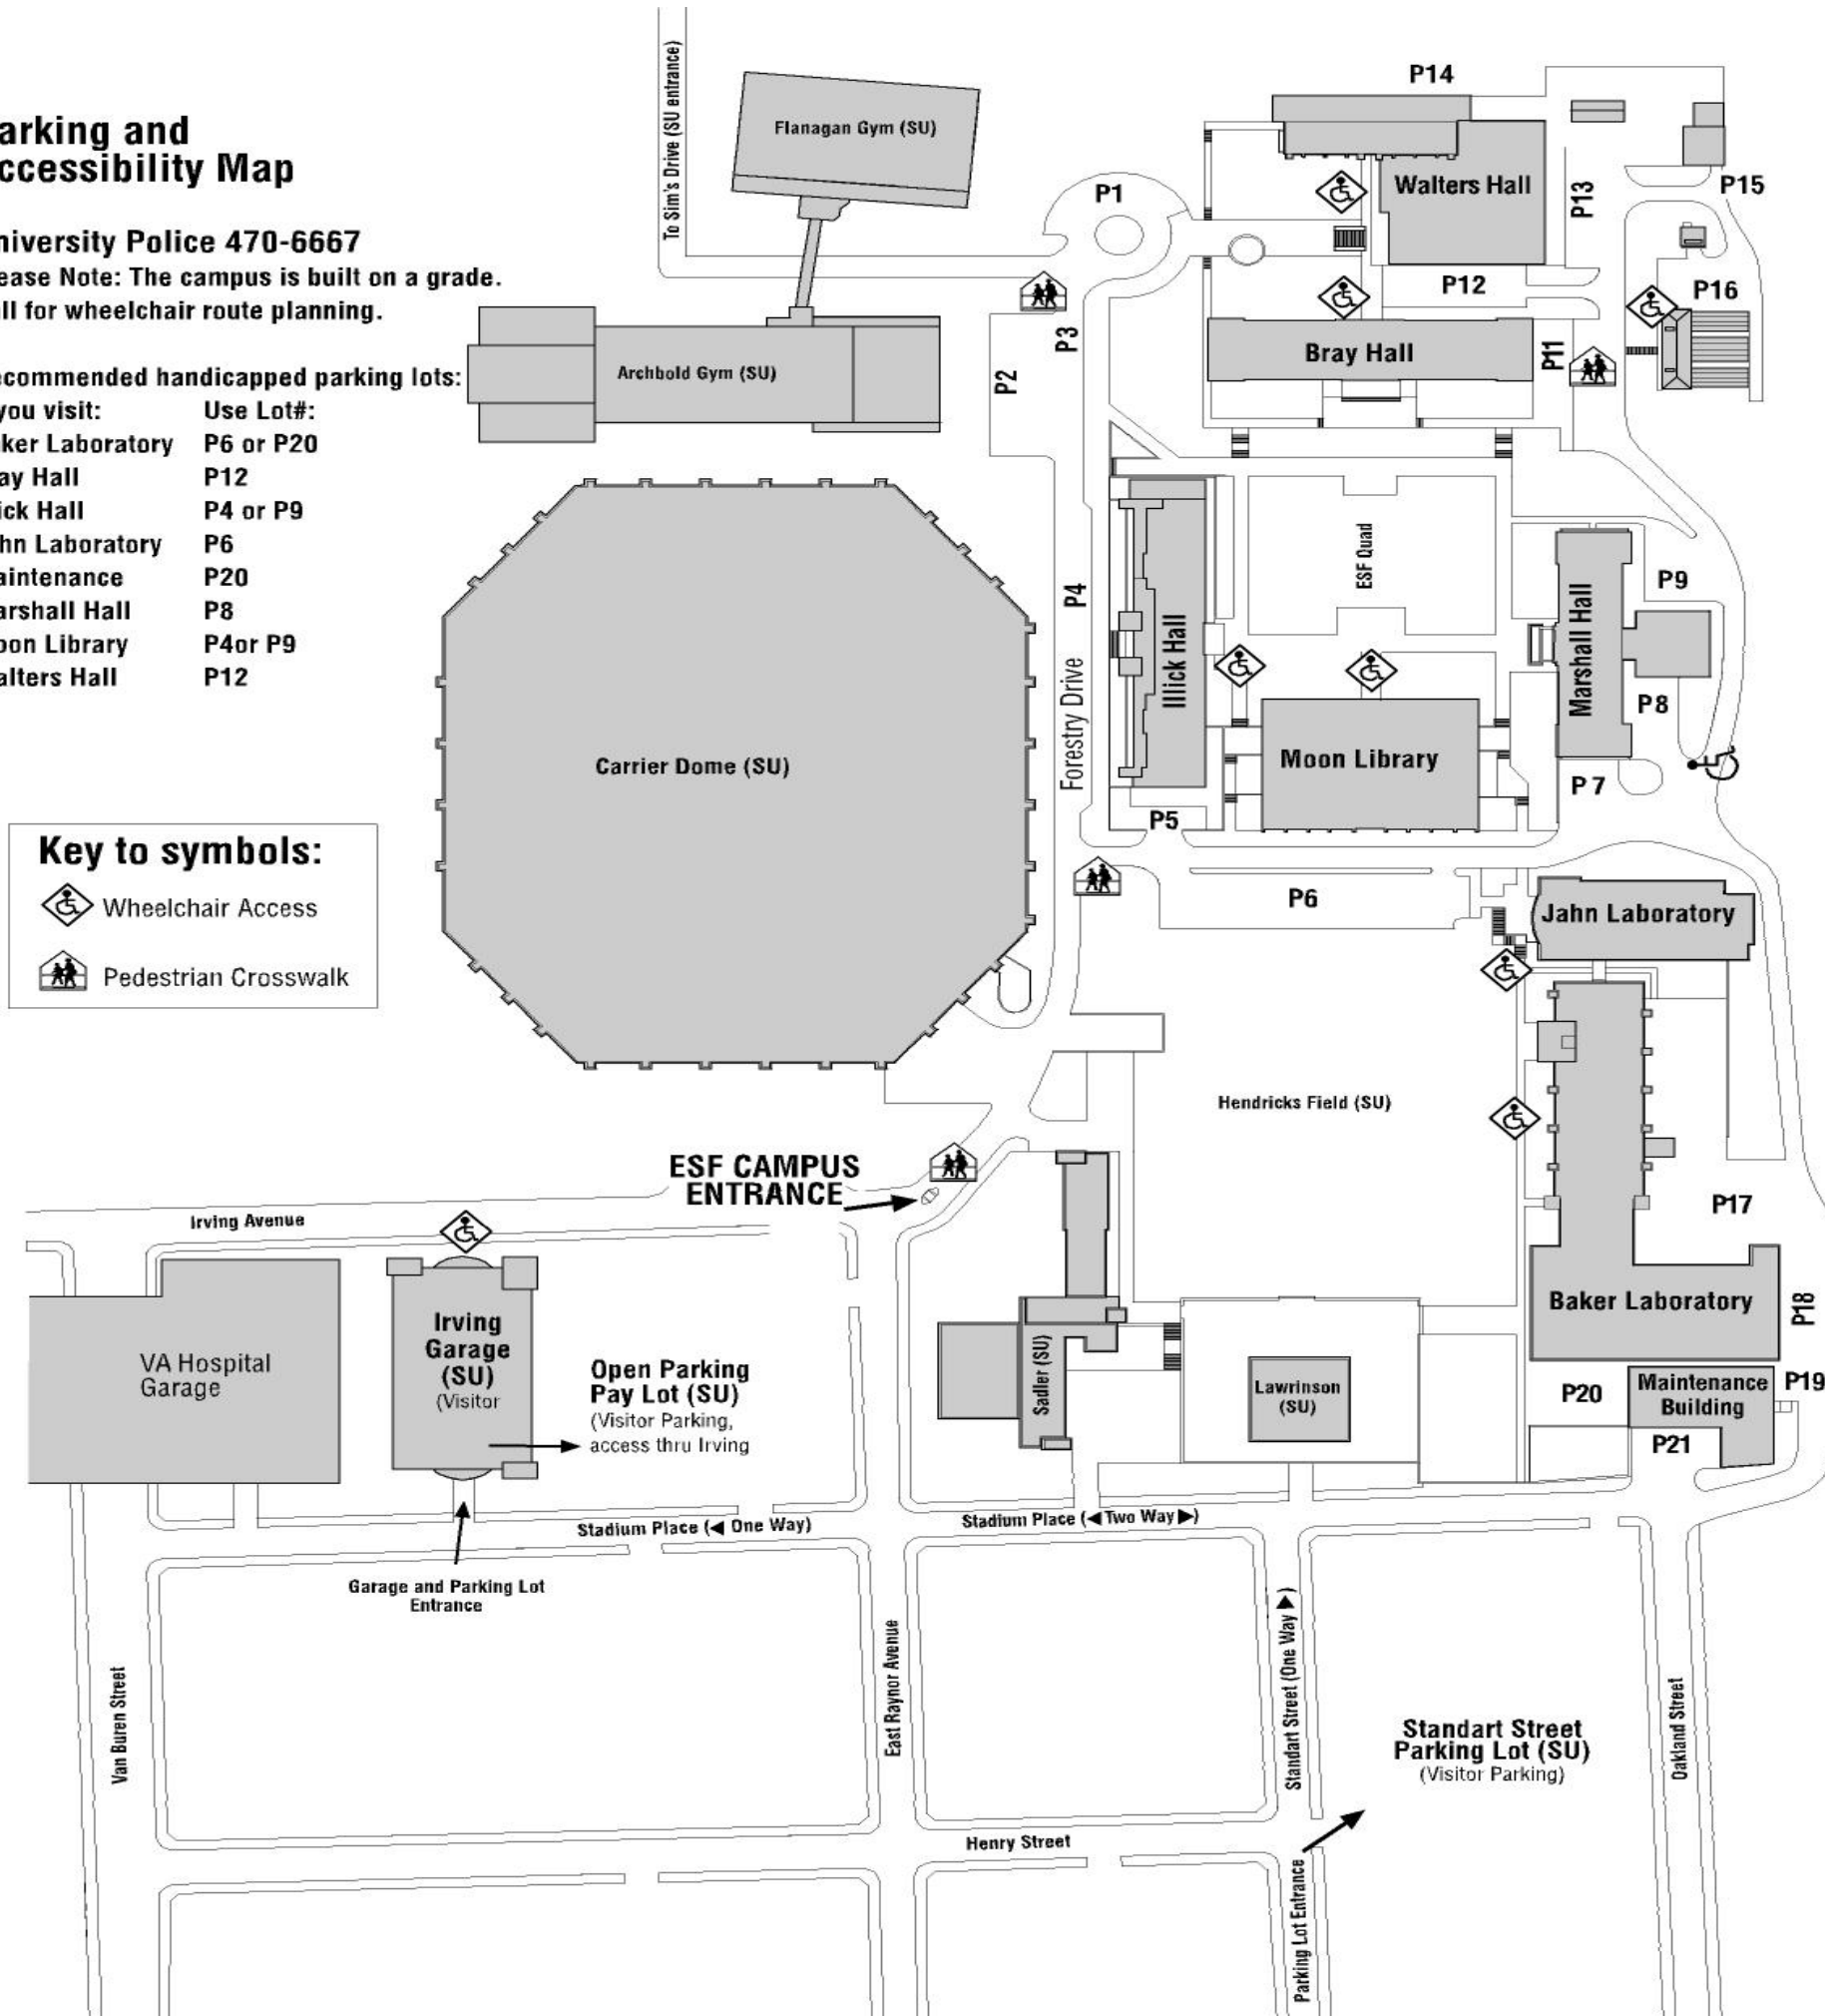 arking and
ccessibility Map
niversity Police 470-6667
ease Note: The campus is built on a grade.
ll for wheelchair route planning.
ecommended handicapped parking lots:
you visit: Use Lot#:
ker Laboratory P6 or P20
ay Hall P12
ick Hall P4 or P9
hn Laboratory P6
aintenance P20
arshall Hall P8
oon Library P4or P9
alters Hall P12
Key to symbols:
Wheelchair Access
Pedestrian Crosswalk
To Sim's Drive (SU entrance)
Flanagan Gym (SU)
Archbold Gym (SU)
Carrier Dome (SU)
P14
Walters Hall
P13
P15
P1
P12
P16
P3
P2
Bray Hall
P11
ESF Quad
P4
Forestry Drive
Illick Hall
Marshall Hall
P9
P8
Moon Library
P 7
P5
P6
Jahn Laboratory
Hendricks Field (SU)
ESF CAMPUS
ENTRANCE
Irving Avenue
P17
Baker Laboratory
P18
VA Hospital
Garage
Irving
Garage
(SU)
(Visitor
Open Parking
Pay Lot (SU)
(Visitor Parking,
access thru Irving
Sadler (SU)
Lawrinson
(SU)
P20
Maintenance
Building
P19
P21
Stadium Place (◀ One Way)
Stadium Place (◀ Two Way ▶)
Garage and Parking Lot
Entrance
Van Buren Street
East Raynor Avenue
Standart Street (One Way ▶)
Standart Street
Parking Lot (SU)
(Visitor Parking)
Oakland Street
Henry Street
Parking Lot Entrance